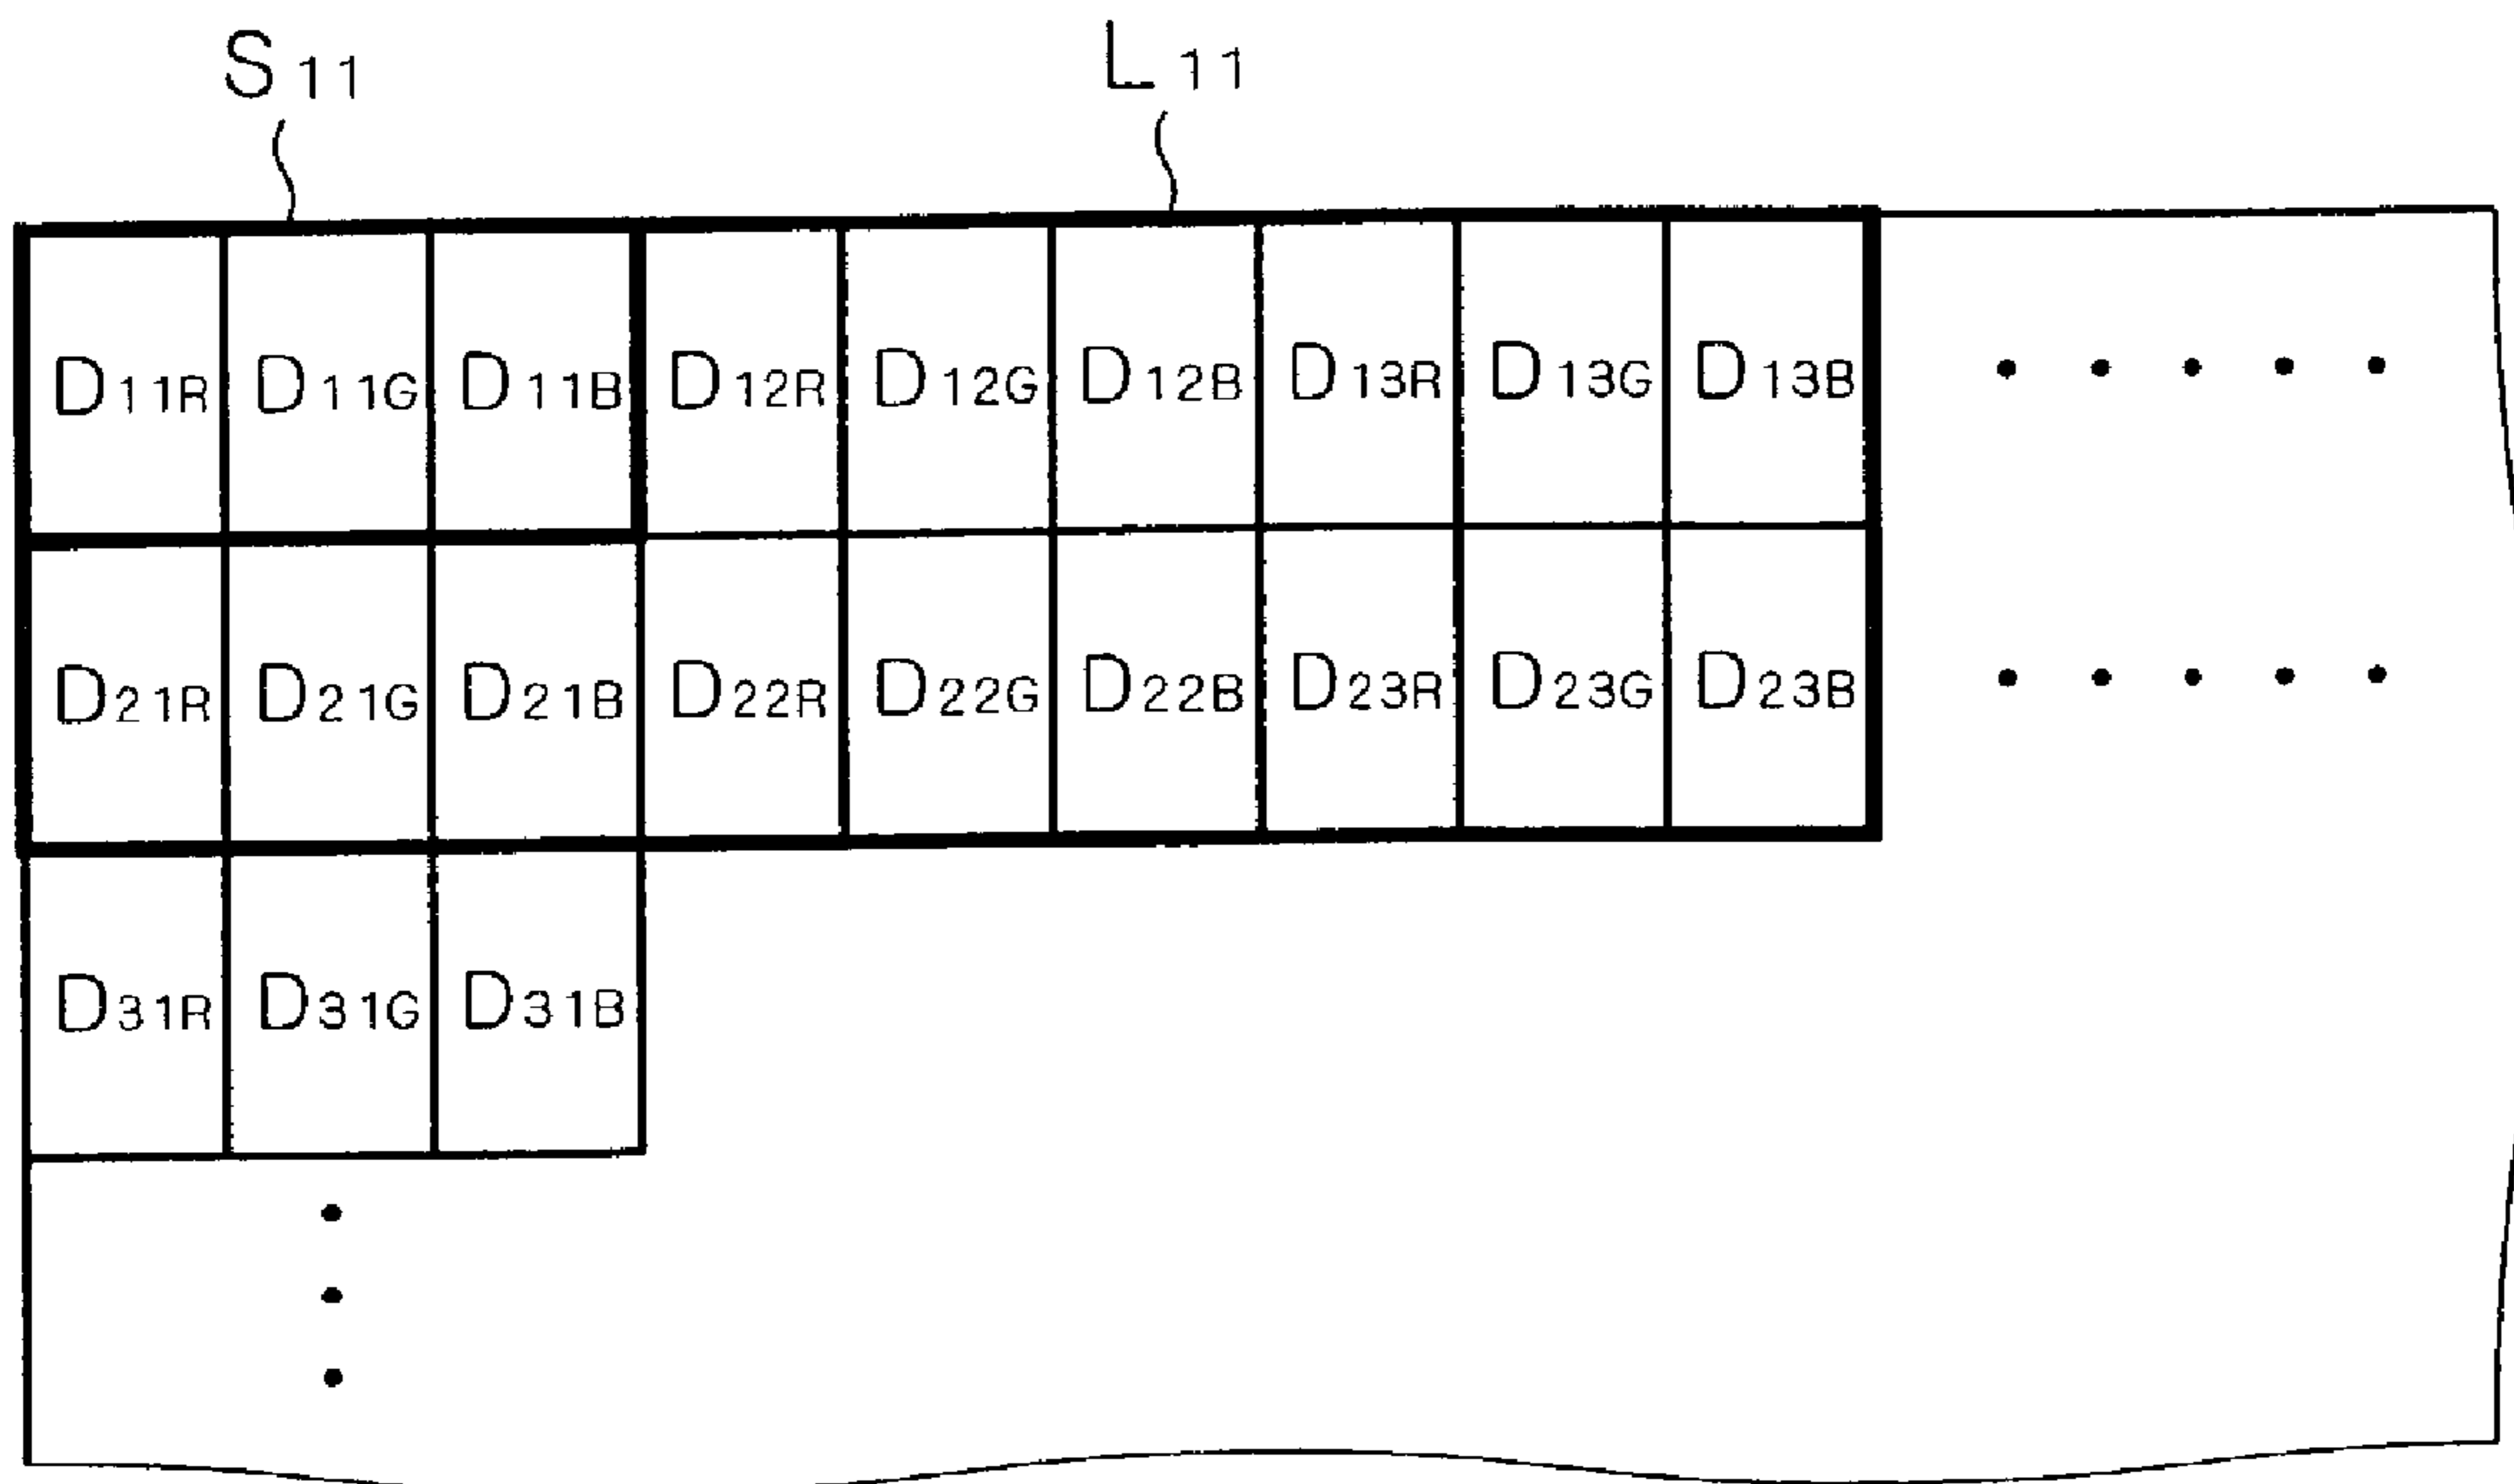 S11 L11
D11R D11G D11B D12R D12G D12B D13R D13G D13B
D21R D21G D21B D22R D22G D22B D23R D23G D23B
D31R D31G D31B